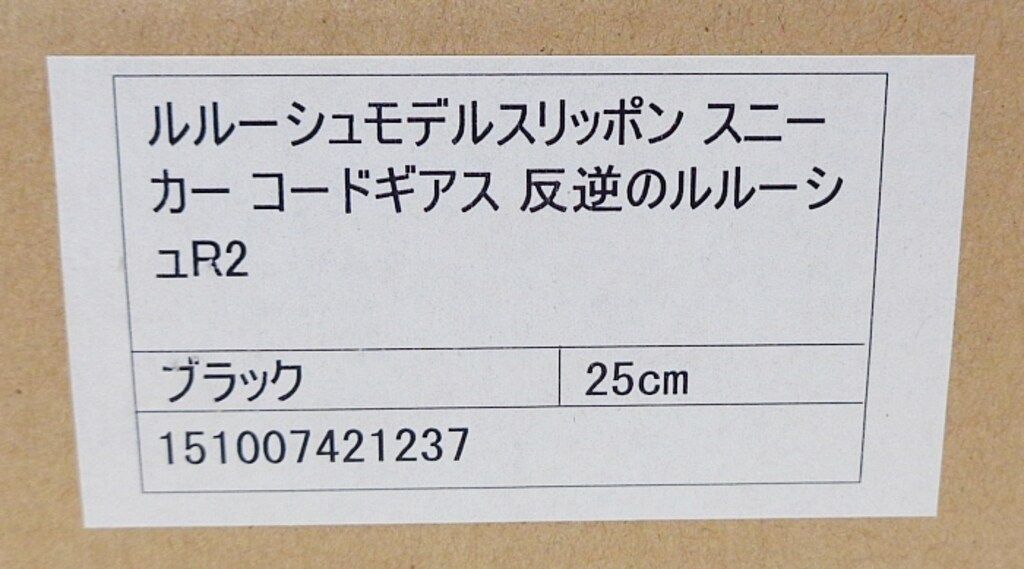 ルルーシュモデルスリッポン スニー
カー コードギアス 反逆のルルーシ
ュR2
ブラック 25cm
151007421237